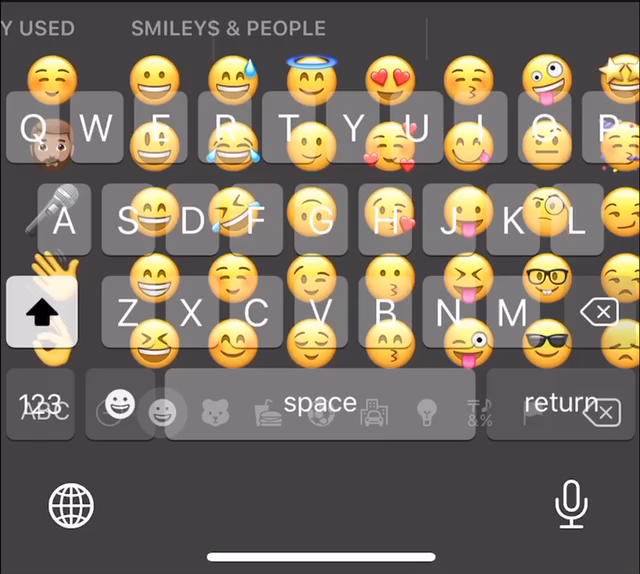 Y USED SMILEYS & PEOPLE
Q W E R T Y U I O P
A S D F G H J K L
Z X C V B N M
123 ABC space &% return